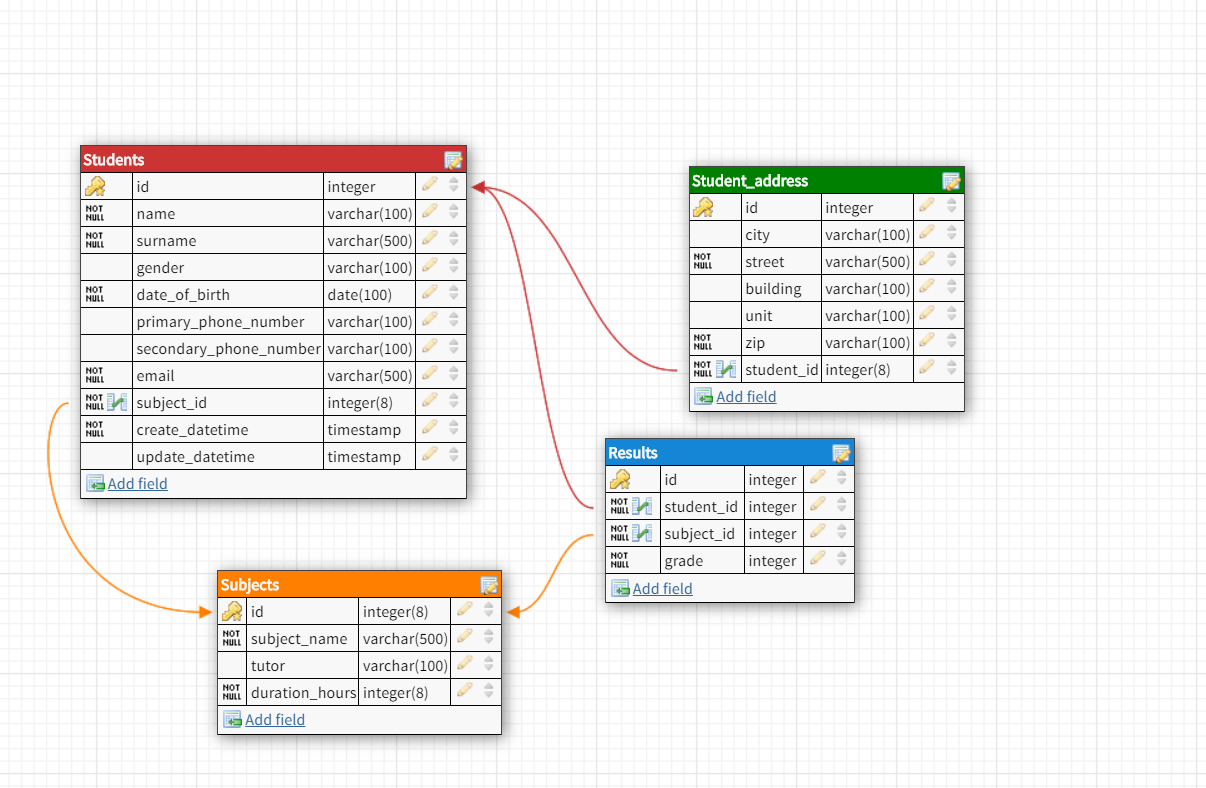 Students
id integer
NOT NULL name varchar(100)
NOT NULL surname varchar(500)
gender varchar(100)
NOT NULL date_of_birth date(100)
primary_phone_number varchar(100)
secondary_phone_number varchar(100)
NOT NULL email varchar(500)
NOT NULL subject_id integer(8)
NOT NULL create_datetime timestamp
update_datetime timestamp
Add field
Student_address
id integer
city varchar(100)
NOT NULL street varchar(500)
building varchar(100)
unit varchar(100)
NOT NULL zip varchar(100)
NOT NULL student_id integer(8)
Add field
Results
id integer
NOT NULL student_id integer
NOT NULL subject_id integer
NOT NULL grade integer
Add field
Subjects
id integer(8)
NOT NULL subject_name varchar(500)
tutor varchar(100)
NOT NULL duration_hours integer(8)
Add field